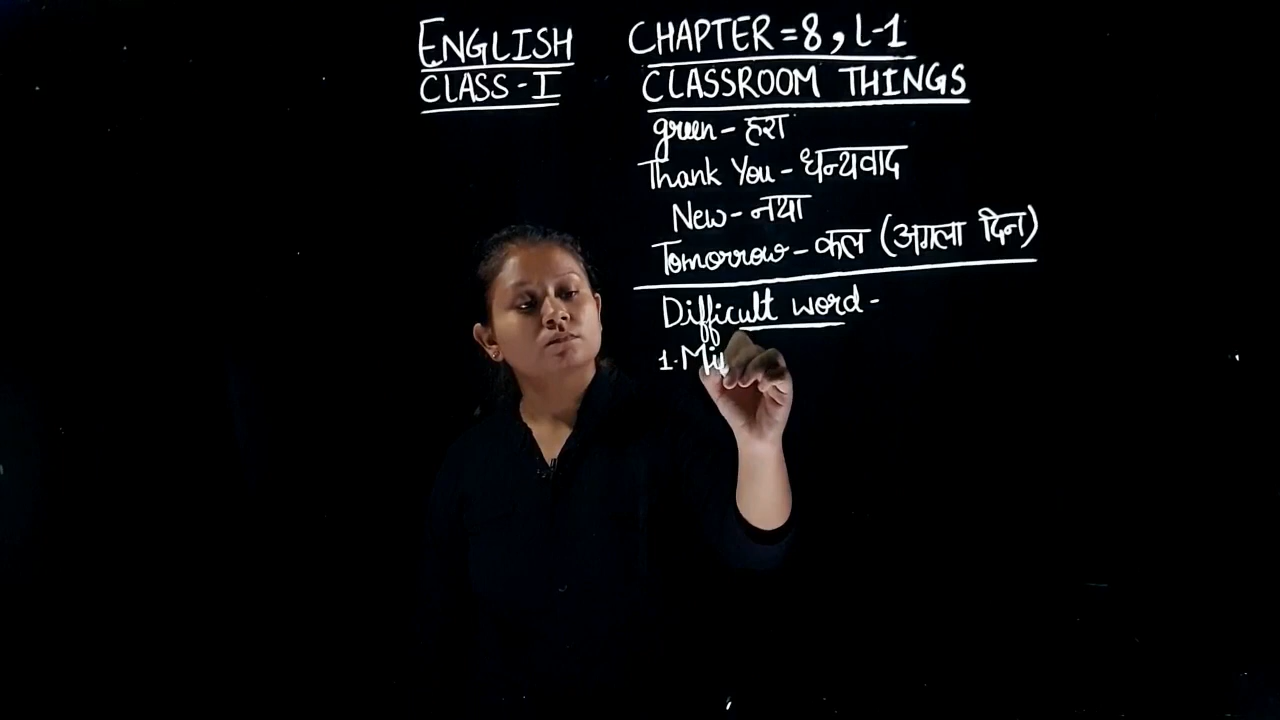 ENGLISH CHAPTER=8, L-1
CLASS-I CLASSROOM THINGS
green - हरा
Thank You - धन्यवाद
New - नया
Tomorrow - कल (अगला दिन)
Difficult word -
1.